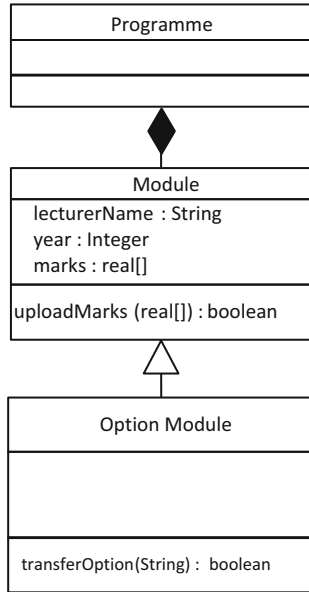 Programme
Module
lecturerName : String
year : Integer
marks : real[]
uploadMarks (real[]) : boolean
Option Module
transferOption(String) : boolean